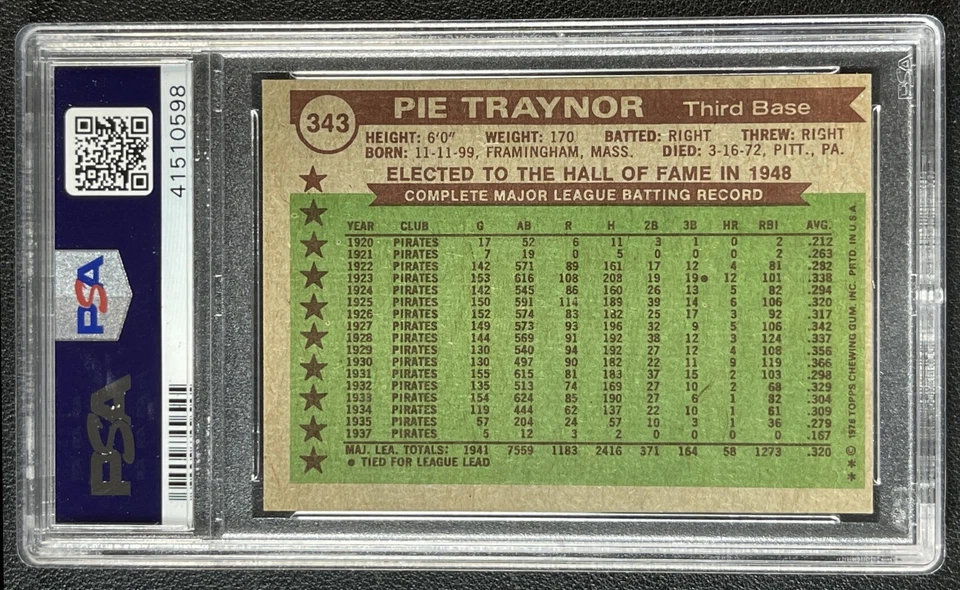 41510598
PSA
PSA
PSA
343 PIE TRAYNOR Third Base
HEIGHT: 6'0" WEIGHT: 170 BATTED: RIGHT THREW: RIGHT
BORN: 11-11-99, FRAMINGHAM, MASS. DIED: 3-16-72, PITT., PA.
ELECTED TO THE HALL OF FAME IN 1948
COMPLETE MAJOR LEAGUE BATTING RECORD
YEAR CLUB G AB R H 2B 3B HR RBI AVG.
1920 PIRATES 17 52 6 11 3 1 0 2 .212
1921 PIRATES 7 19 0 5 0 0 0 2 .263
1922 PIRATES 142 571 89 161 17 12 4 81 .282
1923 PIRATES 153 616 108 208 19 19● 12 101 .338
1924 PIRATES 142 545 86 160 26 13 5 82 .294
1925 PIRATES 150 591 114 189 39 14 6 106 .320
1926 PIRATES 152 574 83 182 25 17 3 92 .317
1927 PIRATES 149 573 93 196 32 9 5 106 .342
1928 PIRATES 144 569 91 192 38 12 3 124 .337
1929 PIRATES 130 540 94 192 27 12 4 108 .356
1930 PIRATES 130 497 90 182 22 11 9 119 .366
1931 PIRATES 155 615 81 183 37 15 2 103 .298
1932 PIRATES 135 513 74 169 27 10 2 68 .329
1933 PIRATES 154 624 85 190 27 6 1 82 .304
1934 PIRATES 119 444 62 137 22 10 1 61 .309
1935 PIRATES 57 204 24 57 10 3 1 36 .279
1937 PIRATES 5 12 3 2 0 0 0 0 .167
MAJ. LEA. TOTALS: 1941 7559 1183 2416 371 164 58 1273 .320
● TIED FOR LEAGUE LEAD
★★© 1976 TOPPS CHEWING GUM, INC. PRTD. IN U.S.A.